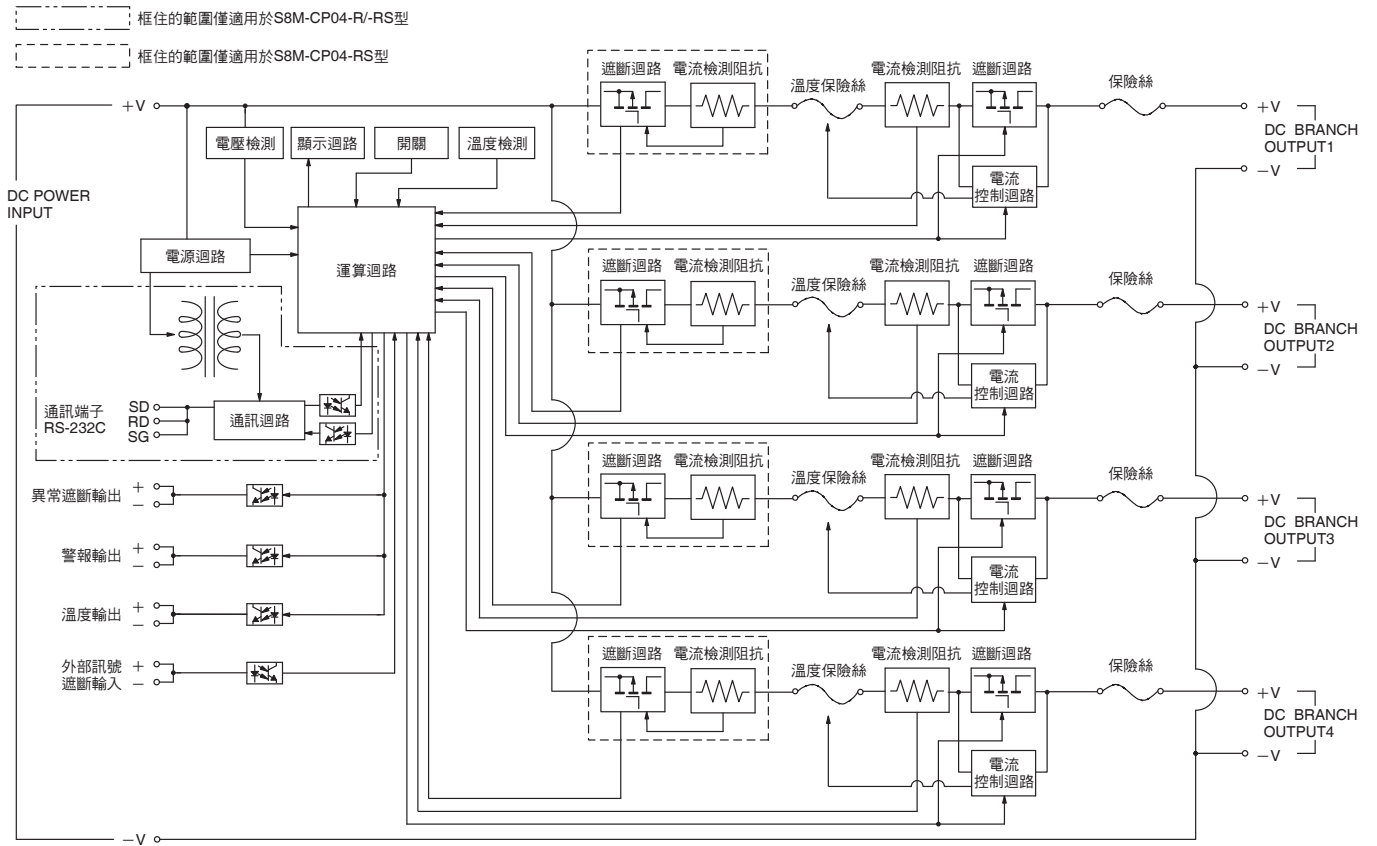 框住的範圍僅適用於S8M-CP04-R/-RS型
框住的範圍僅適用於S8M-CP04-RS型
DC POWER
INPUT
+V
電壓檢測
顯示迴路
開關
溫度檢測
電源迴路
運算迴路
通訊端子
RS-232C
SD
RD
SG
通訊迴路
異常遮斷輸出
+
−
警報輸出
+
−
溫度輸出
+
−
外部訊號
遮斷輸入
+
−
−V
遮斷迴路
電流檢測阻抗
溫度保險絲
電流檢測阻抗
遮斷迴路
保險絲
電流
控制迴路
+V
DC BRANCH
OUTPUT1
−V
遮斷迴路
電流檢測阻抗
溫度保險絲
電流檢測阻抗
遮斷迴路
保險絲
電流
控制迴路
+V
DC BRANCH
OUTPUT2
−V
遮斷迴路
電流檢測阻抗
溫度保險絲
電流檢測阻抗
遮斷迴路
保險絲
電流
控制迴路
+V
DC BRANCH
OUTPUT3
−V
遮斷迴路
電流檢測阻抗
溫度保險絲
電流檢測阻抗
遮斷迴路
保險絲
電流
控制迴路
+V
DC BRANCH
OUTPUT4
−V